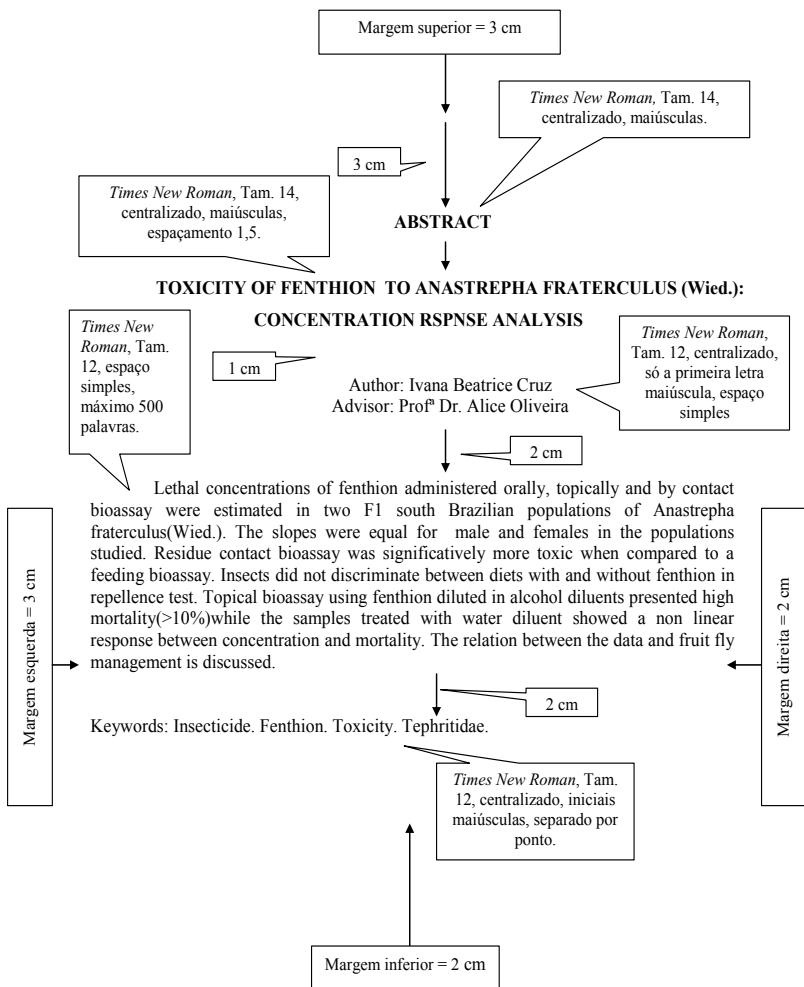 Margem superior = 3 cm
Times New Roman, Tam. 14,
centralizado, maiúsculas.
3 cm
Times New Roman, Tam. 14,
centralizado, maiúsculas,
espaçamento 1,5.
ABSTRACT
TOXICITY OF FENTHION TO ANASTREPHA FRATERCULUS (Wied.):
CONCENTRATION RSPNSE ANALYSIS
Times New
Roman, Tam.
12, espaço
simples,
máximo 500
palavras.
1 cm
Times New Roman,
Tam. 12, centralizado,
só a primeira letra
maiúscula, espaço
simples
Author: Ivana Beatrice Cruz
Advisor: Profª Dr. Alice Oliveira
2 cm
Lethal concentrations of fenthion administered orally, topically and by contact
bioassay were estimated in two F1 south Brazilian populations of Anastrepha
fraterculus(Wied.). The slopes were equal for male and females in the populations
studied. Residue contact bioassay was significatively more toxic when compared to a
feeding bioassay. Insects did not discriminate between diets with and without fenthion in
repellence test. Topical bioassay using fenthion diluted in alcohol diluents presented high
mortality(>10%)while the samples treated with water diluent showed a non linear
response between concentration and mortality. The relation between the data and fruit fly
management is discussed.
Margem esquerda = 3 cm
Margem direita = 2 cm
2 cm
Keywords: Insecticide. Fenthion. Toxicity. Tephritidae.
Times New Roman, Tam.
12, centralizado, iniciais
maiúsculas, separado por
ponto.
Margem inferior = 2 cm